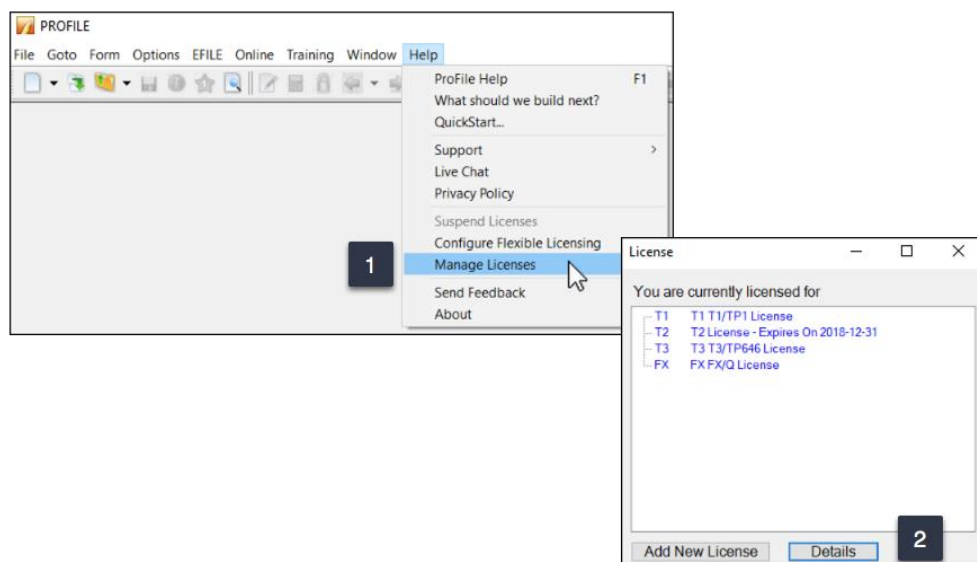 PROFILE
File Goto Form Options EFILE Online Training Window Help
ProFile Help F1
What should we build next?
QuickStart...
Support
Live Chat
Privacy Policy
Suspend Licenses
Configure Flexible Licensing
1
Manage Licenses
Send Feedback
About
License
You are currently licensed for
T1 T1 T1/TP1 License
T2 T2 License - Expires On 2018-12-31
T3 T3 T3/TP646 License
FX FX FX/Q License
Add New License Details
2